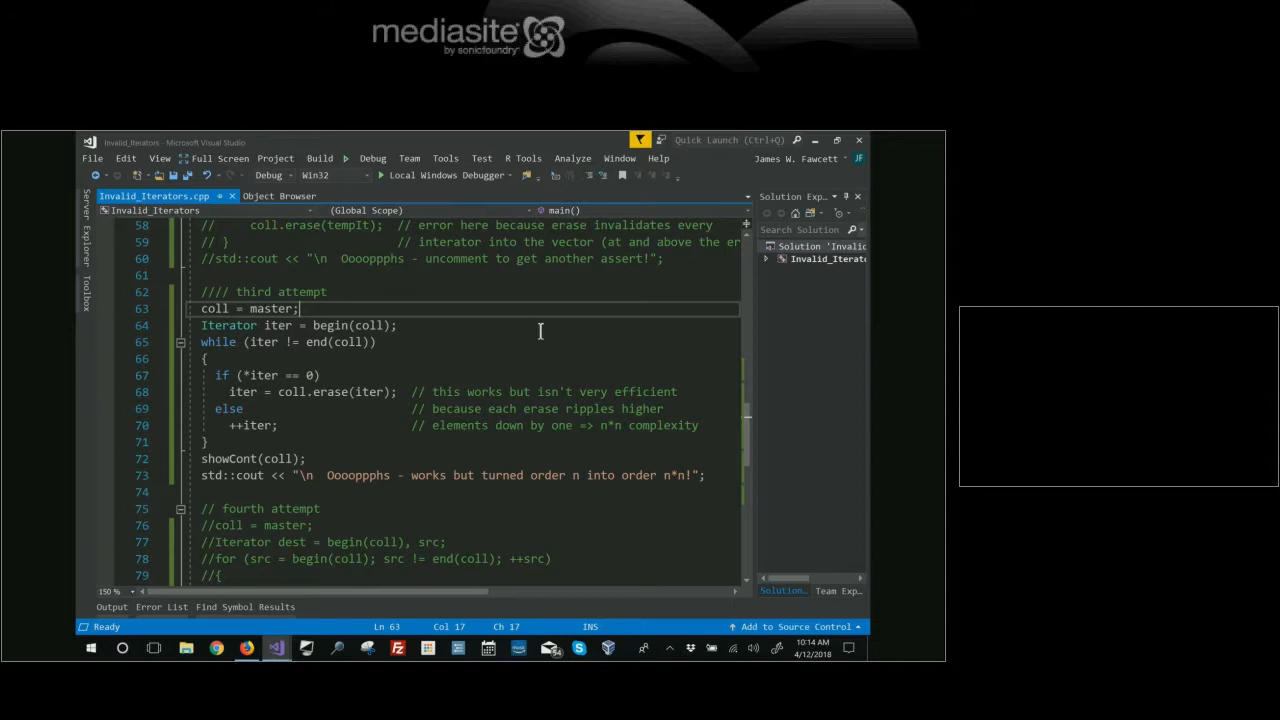 mediasite
by sonicfoundry
Invalid_Iterators - Microsoft Visual Studio
Quick Launch (Ctrl+Q)
File Edit View Full Screen Project Build Debug Team Tools Test R Tools Analyze Window Help
James W. Fawcett JF
Debug Win32 Local Windows Debugger
Invalid_Iterators.cpp Object Browser
Solution Exp...
Invalid_Iterators (Global Scope) main()
Server Explorer
Toolbox
58 // coll.erase(tempIt); // error here because erase invalidates every
59 // } // interator into the vector (at and above the er
60 //std::cout << "\n Ooooppphs - uncomment to get another assert!";
61
62 //// third attempt
63 coll = master;
64 Iterator iter = begin(coll);
65 while (iter != end(coll))
66 {
67 if (*iter == 0)
68 iter = coll.erase(iter); // this works but isn't very efficient
69 else // because each erase ripples higher
70 ++iter; // elements down by one => n*n complexity
71 }
72 showCont(coll);
73 std::cout << "\n Ooooppphs - works but turned order n into order n*n!";
74
75 // fourth attempt
76 //coll = master;
77 //Iterator dest = begin(coll), src;
78 //for (src = begin(coll); src != end(coll); ++src)
79 //{
Search Solution
Solution 'Invalid
Invalid_Iterato
150 %
Solution... Team Exp...
Output Error List Find Symbol Results
Ready Ln 63 Col 17 Ch 17 INS Add to Source Control
10:14 AM
4/12/2018